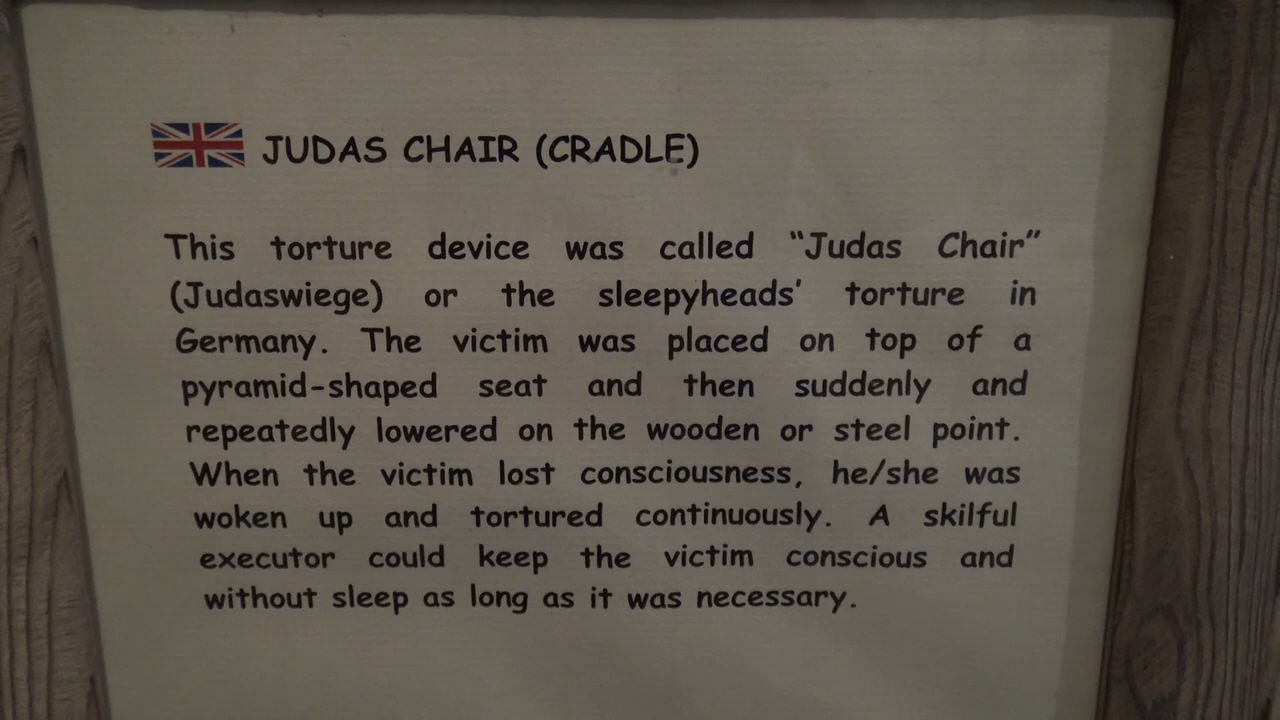 JUDAS CHAIR (CRADLE)
This torture device was called “Judas Chair”
(Judaswiege) or the sleepyheads’ torture in
Germany. The victim was placed on top of a
pyramid-shaped seat and then suddenly and
repeatedly lowered on the wooden or steel point.
When the victim lost consciousness, he/she was
woken up and tortured continuously. A skilful
executor could keep the victim conscious and
without sleep as long as it was necessary.